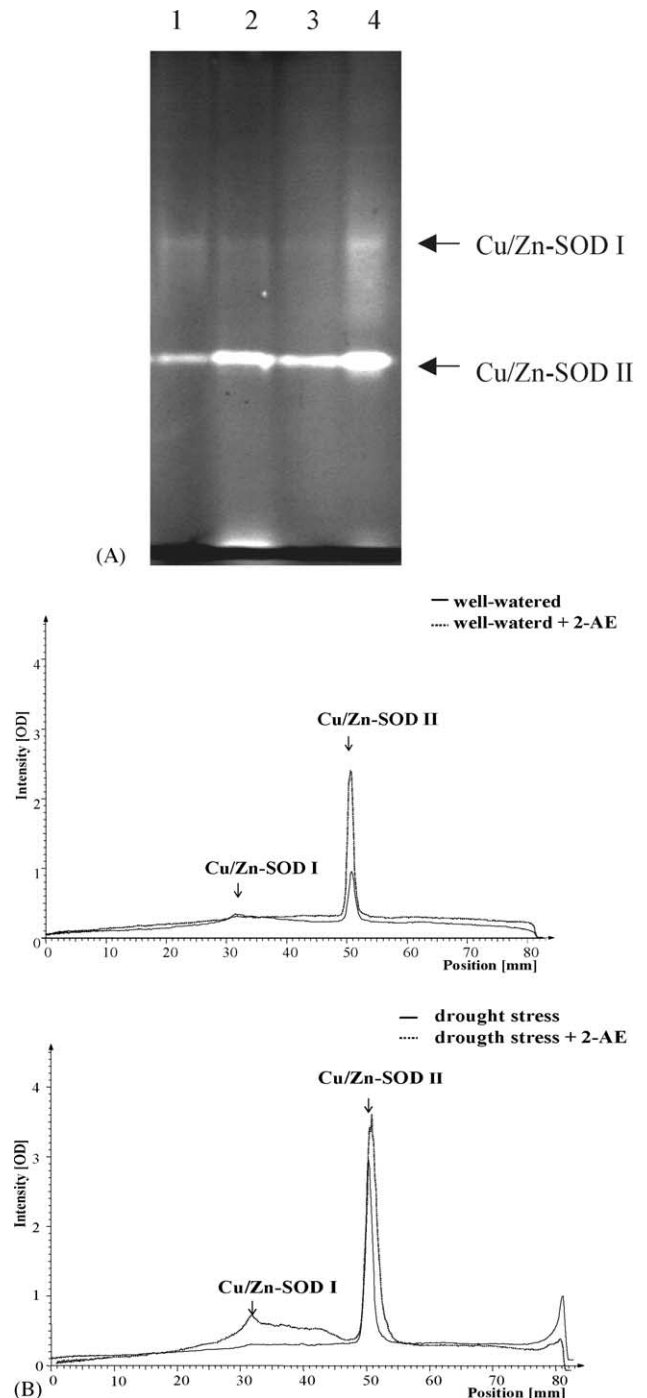 1 2 3 4
Cu/Zn-SOD I
Cu/Zn-SOD II
(A)
well-watered
well-waterd + 2-AE
Intensity [OD]
4
3
2
1
0
Cu/Zn-SOD II
Cu/Zn-SOD I
0 10 20 30 40 50 60 70 80
Position [mm]
drought stress
drougth stress + 2-AE
Intensity [OD]
4
3
2
1
0
Cu/Zn-SOD II
Cu/Zn-SOD I
0 10 20 30 40 50 60 70 80
Position [mm]
(B)